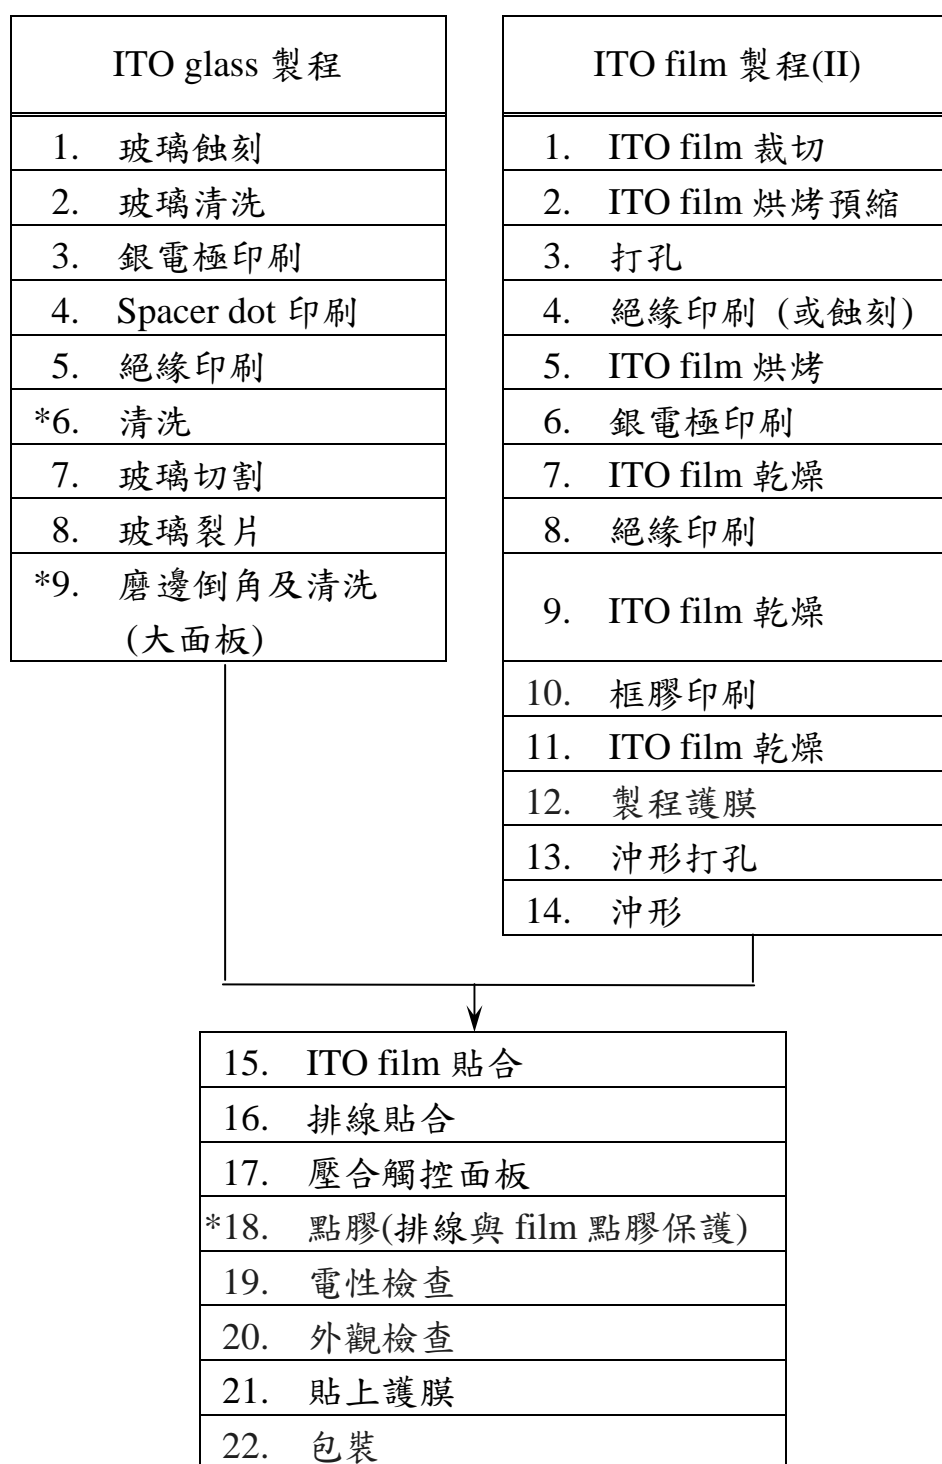 ITO glass 製程
1. 玻璃蝕刻
2. 玻璃清洗
3. 銀電極印刷
4. Spacer dot 印刷
5. 絕緣印刷
*6. 清洗
7. 玻璃切割
8. 玻璃裂片
*9. 磨邊倒角及清洗
(大面板)
ITO film 製程(II)
1. ITO film 裁切
2. ITO film 烘烤預縮
3. 打孔
4. 絕緣印刷 (或蝕刻)
5. ITO film 烘烤
6. 銀電極印刷
7. ITO film 乾燥
8. 絕緣印刷
9. ITO film 乾燥
10. 框膠印刷
11. ITO film 乾燥
12. 製程護膜
13. 沖形打孔
14. 沖形
15. ITO film 貼合
16. 排線貼合
17. 壓合觸控面板
*18. 點膠(排線與 film 點膠保護)
19. 電性檢查
20. 外觀檢查
21. 貼上護膜
22. 包裝